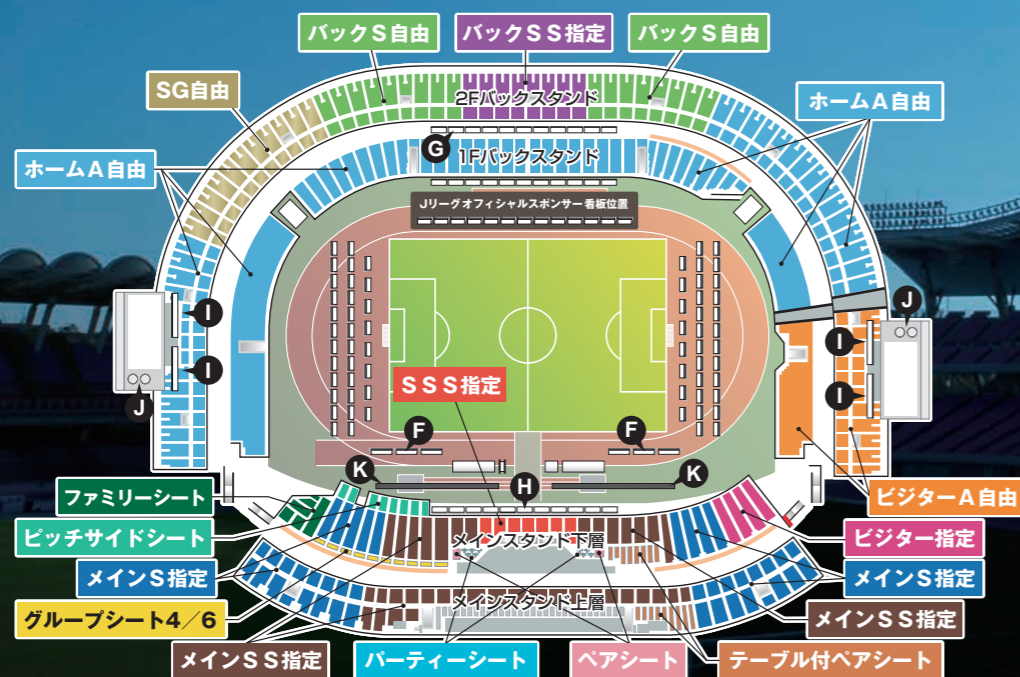 バックS自由
バックSS指定
バックS自由
SG自由
2Fバックスタンド
ホームA自由
G
1Fバックスタンド
ホームA自由
Jリーグオフィシャルスポンサー看板位置
I
J
I
I
J
SSS指定
I
F
F
K
H
K
ファミリーシート
ビジターA自由
ピッチサイドシート
メインスタンド下層
ビジター指定
メインS指定
メインS指定
メインスタンド上層
グループシート4/6
メインSS指定
メインSS指定
パーティーシート
ペアシート
テーブル付ペアシート